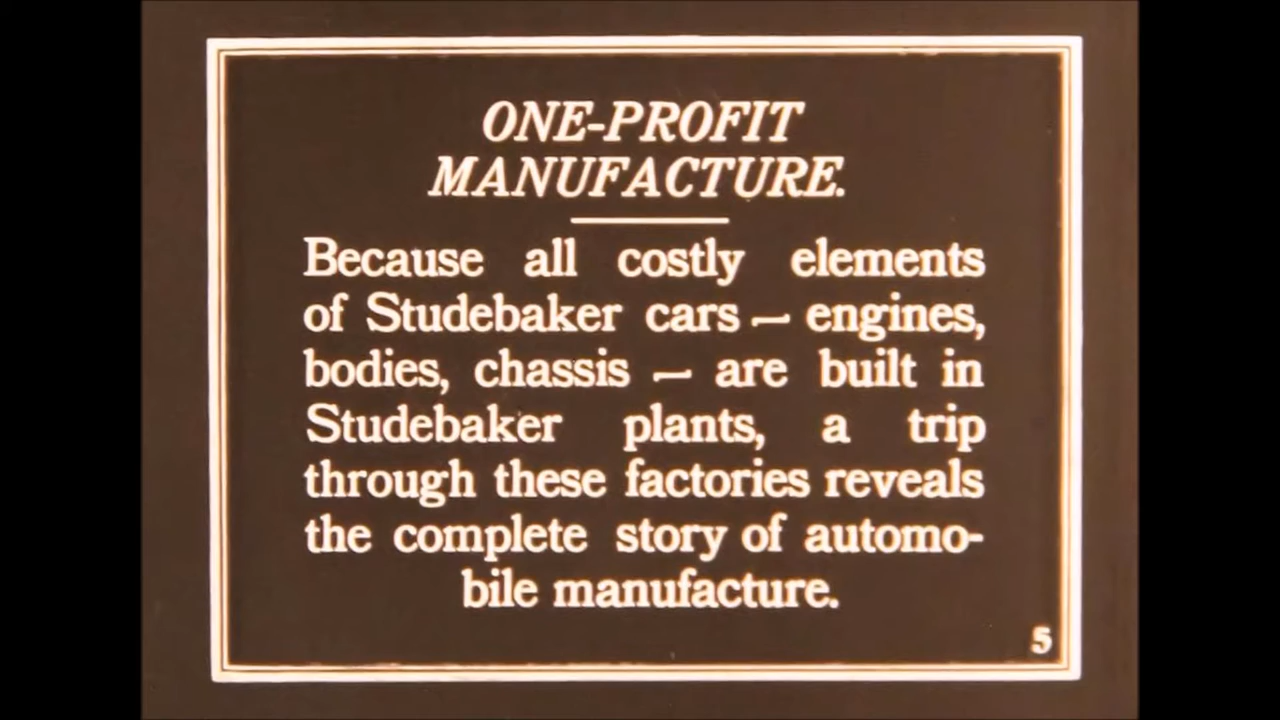 ONE-PROFIT
MANUFACTURE.
Because all costly elements
of Studebaker cars — engines,
bodies, chassis — are built in
Studebaker plants, a trip
through these factories reveals
the complete story of automo-
bile manufacture.
5